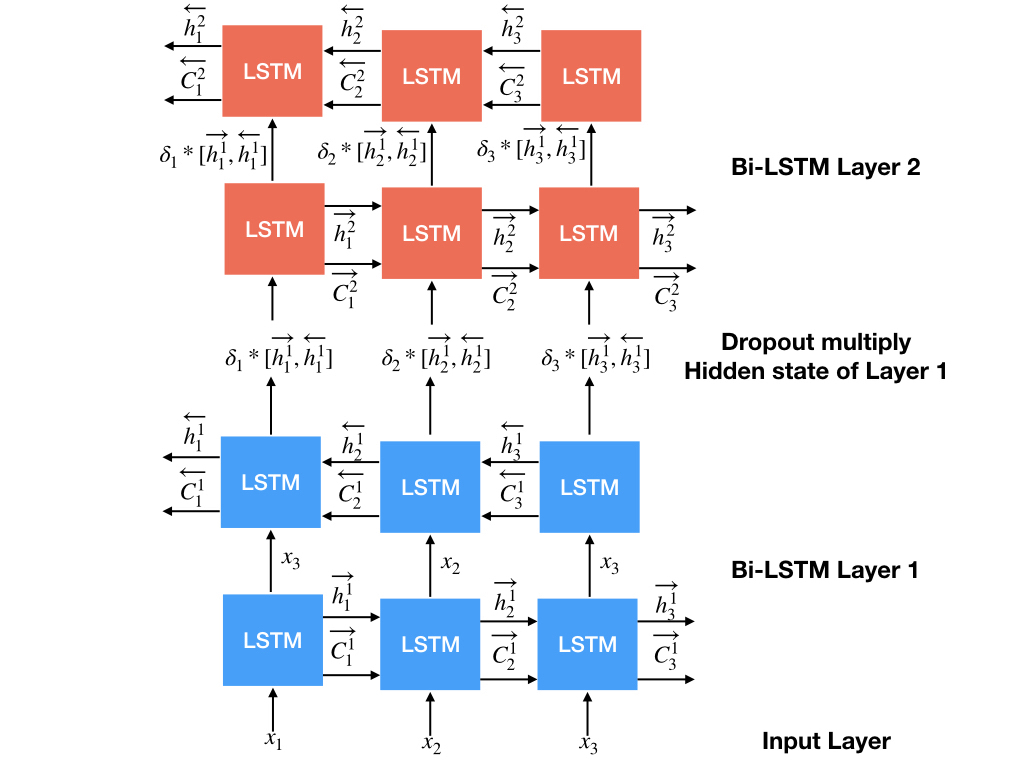 $\overleftarrow{h_1^2}$ $\overleftarrow{h_2^2}$ $\overleftarrow{h_3^2}$
LSTM LSTM LSTM
$\overleftarrow{C_1^2}$ $\overleftarrow{C_2^2}$ $\overleftarrow{C_3^2}$
$\delta_1 * [\overrightarrow{h_1^1}, \overleftarrow{h_1^1}]$ $\delta_2 * [\overrightarrow{h_2^1}, \overleftarrow{h_2^1}]$ $\delta_3 * [\overrightarrow{h_3^1}, \overleftarrow{h_3^1}]$
Bi-LSTM Layer 2
LSTM LSTM LSTM
$\overrightarrow{h_1^2}$ $\overrightarrow{h_2^2}$ $\overrightarrow{h_3^2}$
$\overrightarrow{C_1^2}$ $\overrightarrow{C_2^2}$ $\overrightarrow{C_3^2}$
$\delta_1 * [\overrightarrow{h_1^1}, \overleftarrow{h_1^1}]$ $\delta_2 * [\overrightarrow{h_2^1}, \overleftarrow{h_2^1}]$ $\delta_3 * [\overrightarrow{h_3^1}, \overleftarrow{h_3^1}]$
Dropout multiply
Hidden state of Layer 1
$\overleftarrow{h_1^1}$ $\overleftarrow{h_2^1}$ $\overleftarrow{h_3^1}$
LSTM LSTM LSTM
$\overleftarrow{C_1^1}$ $\overleftarrow{C_2^1}$ $\overleftarrow{C_3^1}$
$x_3$ $x_2$ $x_3$
Bi-LSTM Layer 1
$\overrightarrow{h_1^1}$ $\overrightarrow{h_2^1}$ $\overrightarrow{h_3^1}$
LSTM LSTM LSTM
$\overrightarrow{C_1^1}$ $\overrightarrow{C_2^1}$ $\overrightarrow{C_3^1}$
$x_1$ $x_2$ $x_3$
Input Layer